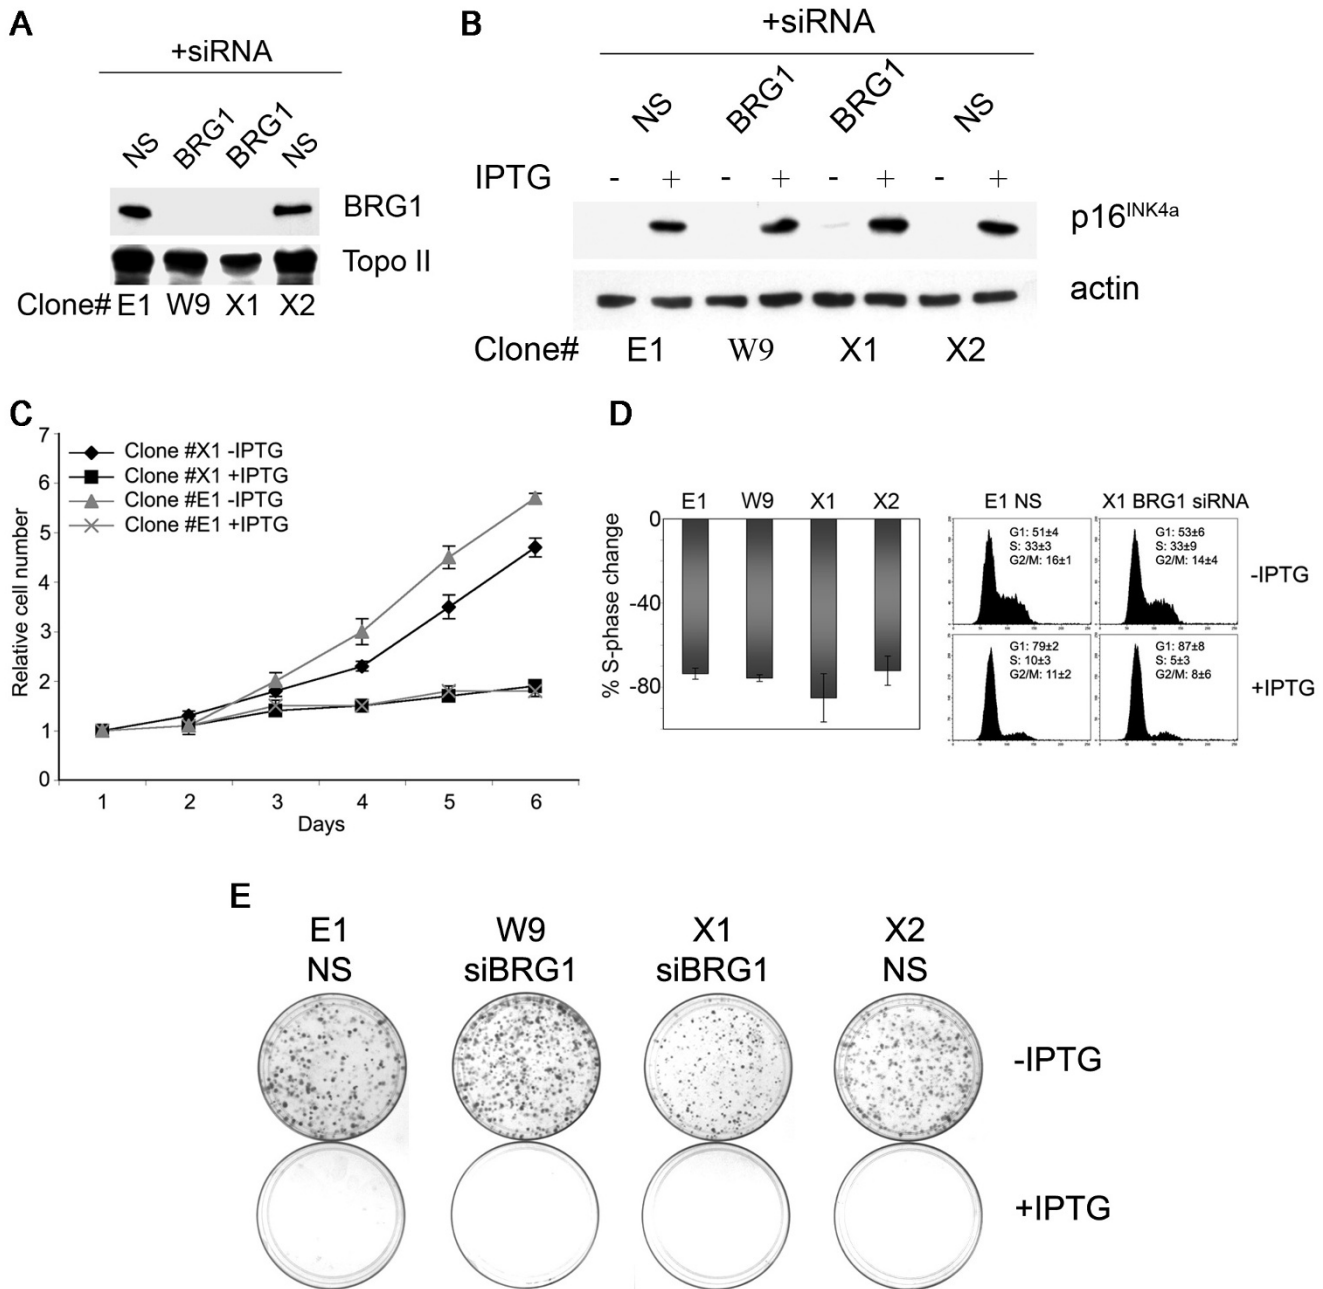 A
+siRNA
NS BRG1 BRG1 NS
BRG1
Topo II
Clone# E1 W9 X1 X2
B
+siRNA
NS BRG1 BRG1 NS
IPTG - + - + - + - +
p16INK4a
actin
Clone# E1 W9 X1 X2
C
7
6
5
4
3
2
1
0
Relative cell number
Clone #X1 -IPTG
Clone #X1 +IPTG
Clone #E1 -IPTG
Clone #E1 +IPTG
1 2 3 4 5 6
Days
D
E1 W9 X1 X2
0
-40
-80
% S-phase change
E1 NS X1 BRG1 siRNA
G1: 51±4
S: 33±3
G2/M: 16±1
G1: 53±6
S: 33±9
G2/M: 14±4
-IPTG
G1: 79±2
S: 10±3
G2/M: 11±2
G1: 87±8
S: 5±3
G2/M: 8±6
+IPTG
E
E1 W9 X1 X2
NS siBRG1 siBRG1 NS
-IPTG
+IPTG